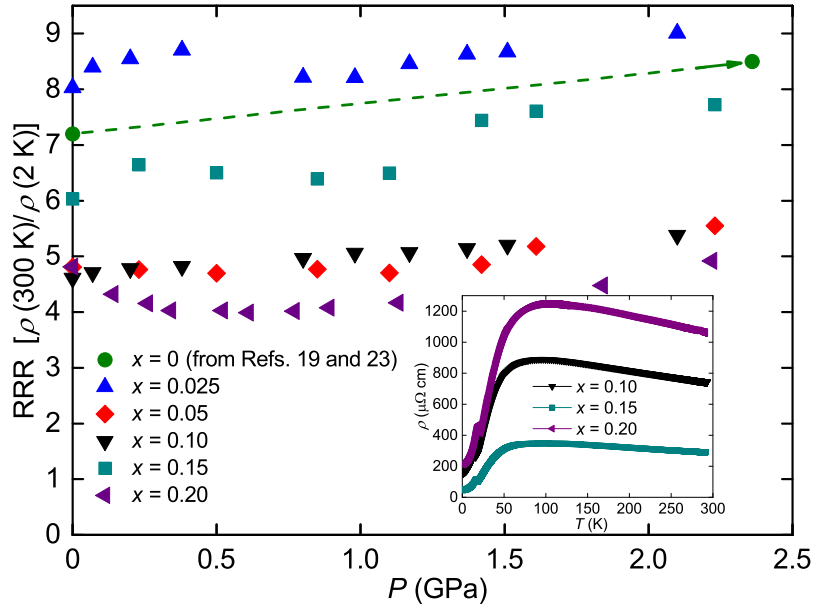 9
8
7
6
5
4
3
2
1
0
RRR [ρ (300 K)/ρ (2 K)]
x = 0 (from Refs. 19 and 23)
x = 0.025
x = 0.05
x = 0.10
x = 0.15
x = 0.20
0.0
0.5
1.0
1.5
2.0
2.5
P (GPa)
1200
1000
800
600
400
200
0
ρ (μΩ cm)
x = 0.10
x = 0.15
x = 0.20
0
50
100
150
200
250
300
T (K)